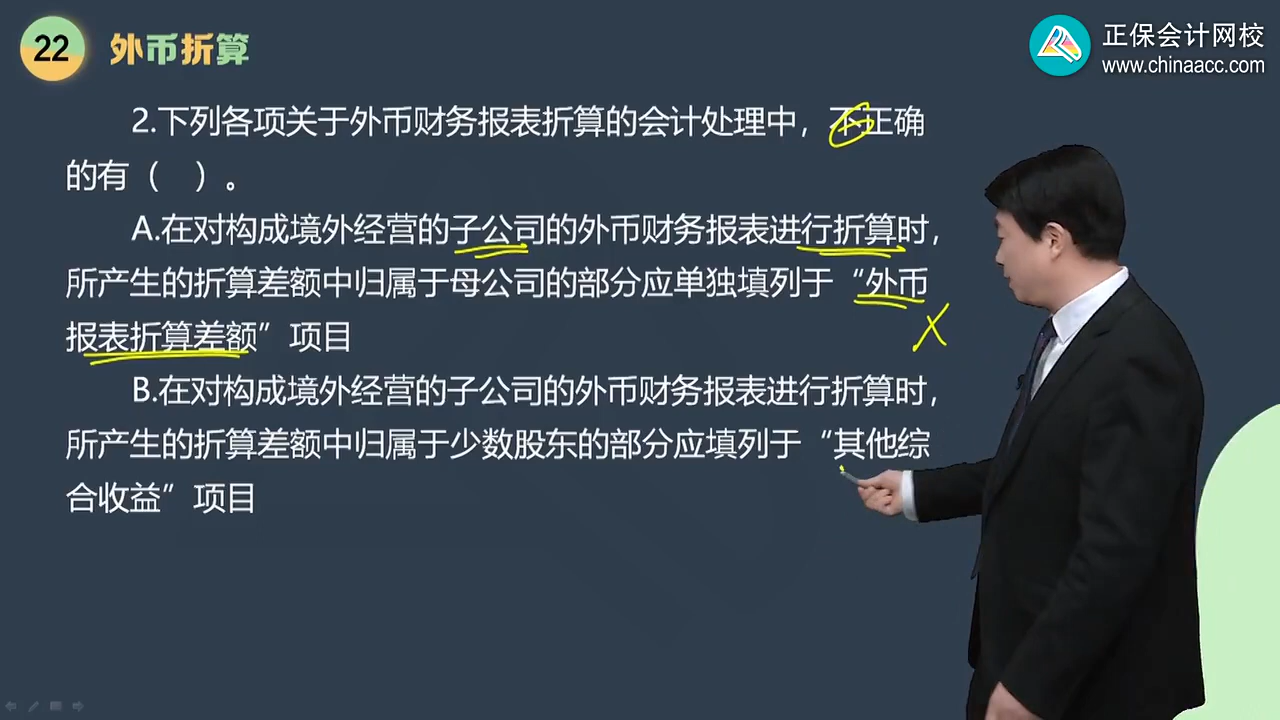 22 外币折算
正保会计网校
www.chinaacc.com
2.下列各项关于外币财务报表折算的会计处理中，不正确
的有（ ）。
A.在对构成境外经营的子公司的外币财务报表进行折算时，
所产生的折算差额中归属于母公司的部分应单独填列于“外币
报表折算差额”项目
B.在对构成境外经营的子公司的外币财务报表进行折算时，
所产生的折算差额中归属于少数股东的部分应填列于“其他综
合收益”项目